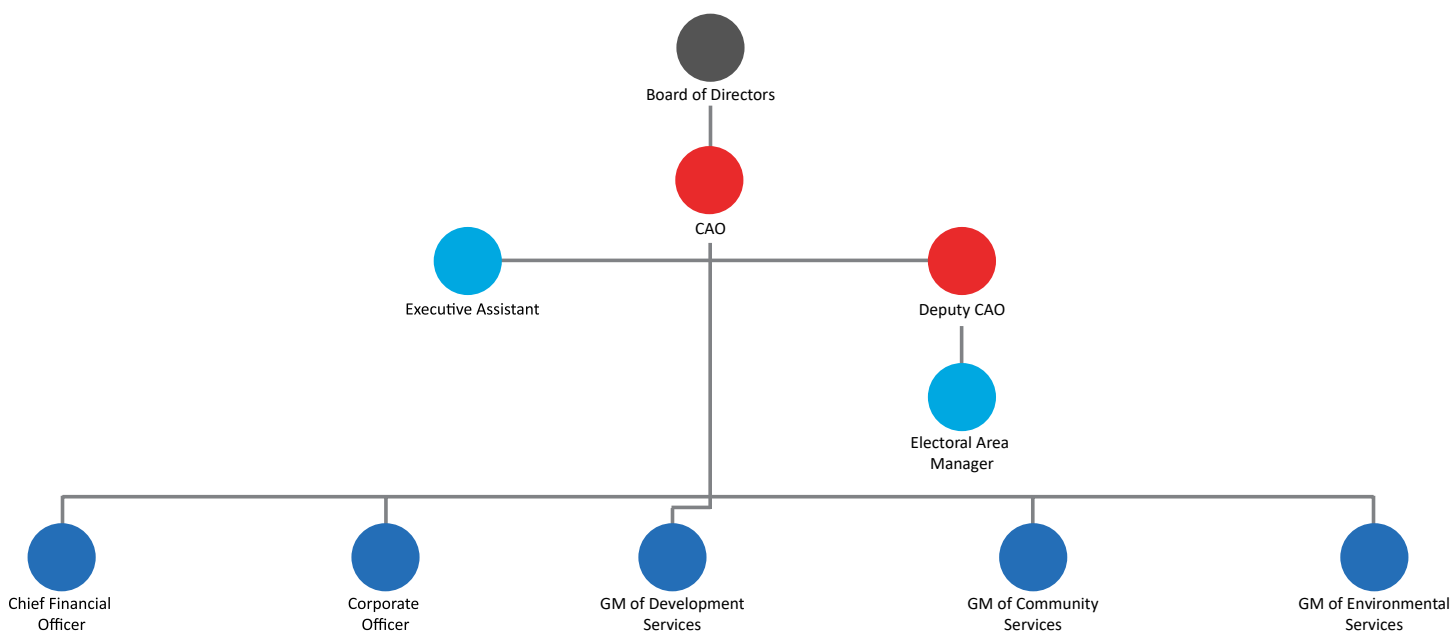 Board of Directors
CAO
Executive Assistant
Deputy CAO
Electoral Area
Manager
Chief Financial
Officer
Corporate
Officer
GM of Development
Services
GM of Community
Services
GM of Environmental
Services